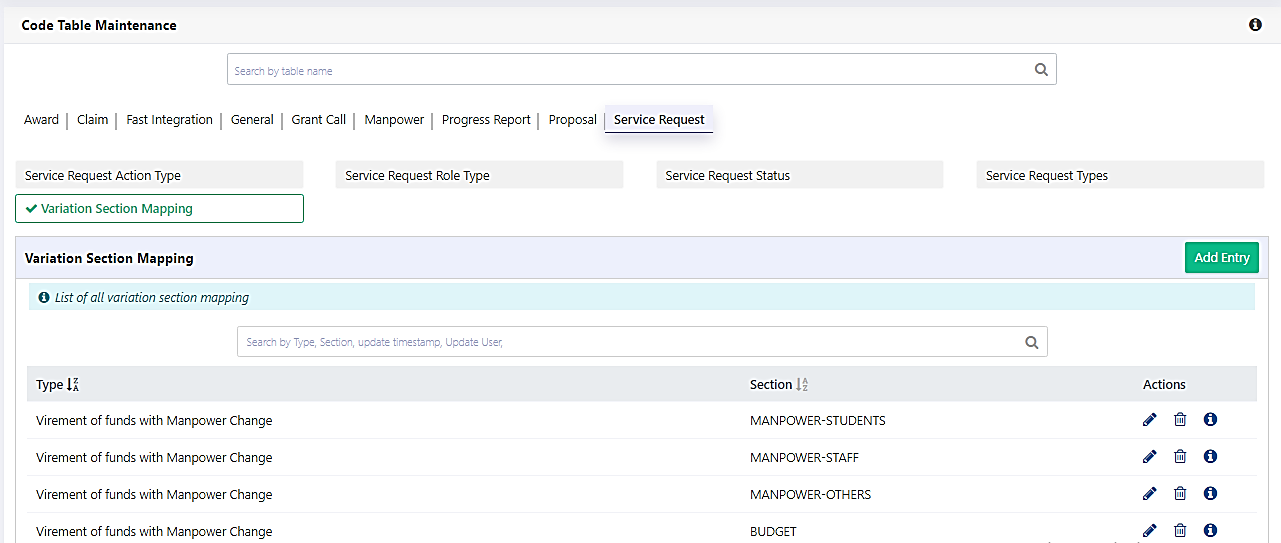 Code Table Maintenance
Search by table name
Award Claim Fast Integration General Grant Call Manpower Progress Report Proposal Service Request
Service Request Action Type Service Request Role Type Service Request Status Service Request Types
Variation Section Mapping
Variation Section Mapping Add Entry
List of all variation section mapping
Search by Type, Section, update timestamp, Update User,
Type Section Actions
Virement of funds with Manpower Change MANPOWER-STUDENTS
Virement of funds with Manpower Change MANPOWER-STAFF
Virement of funds with Manpower Change MANPOWER-OTHERS
Virement of funds with Manpower Change BUDGET